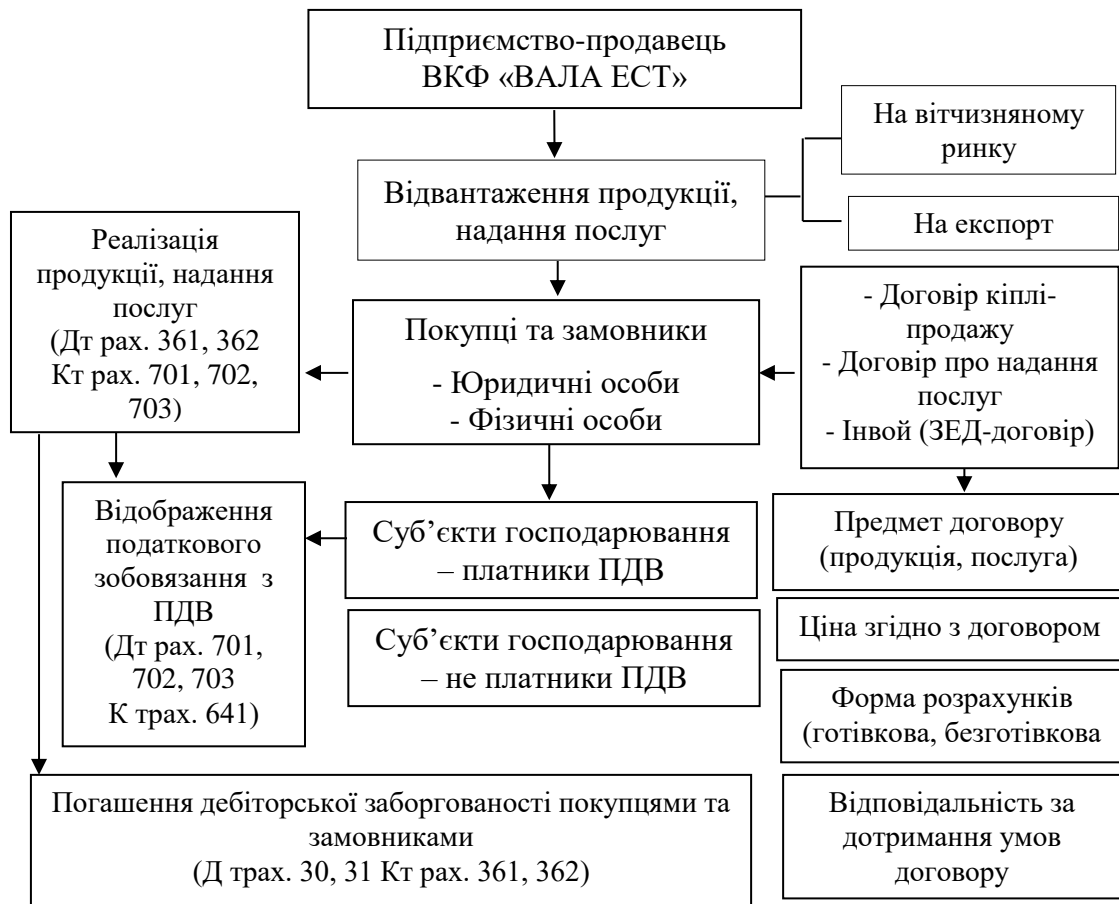 Підприємство-продавець
ВКФ «ВАЛА ЕСТ»
На вітчизняному
ринку
Відвантаження продукції,
надання послуг
На експорт
Реалізація
продукції, надання
послуг
(Дт рах. 361, 362
Кт рах. 701, 702,
703)
Покупці та замовники
- Юридичні особи
- Фізичні особи
- Договір кіплі-
продажу
- Договір про надання
послуг
- Інвой (ЗЕД-договір)
Відображення
податкового
зобовязання з
ПДВ
(Дт рах. 701,
702, 703
К трах. 641)
Суб’єкти господарювання
– платники ПДВ
Предмет договору
(продукція, послуга)
Суб’єкти господарювання
– не платники ПДВ
Ціна згідно з договором
Форма розрахунків
(готівкова, безготівкова
Погашення дебіторської заборгованості покупцями та
замовниками
(Д трах. 30, 31 Кт рах. 361, 362)
Відповідальність за
дотримання умов
договору